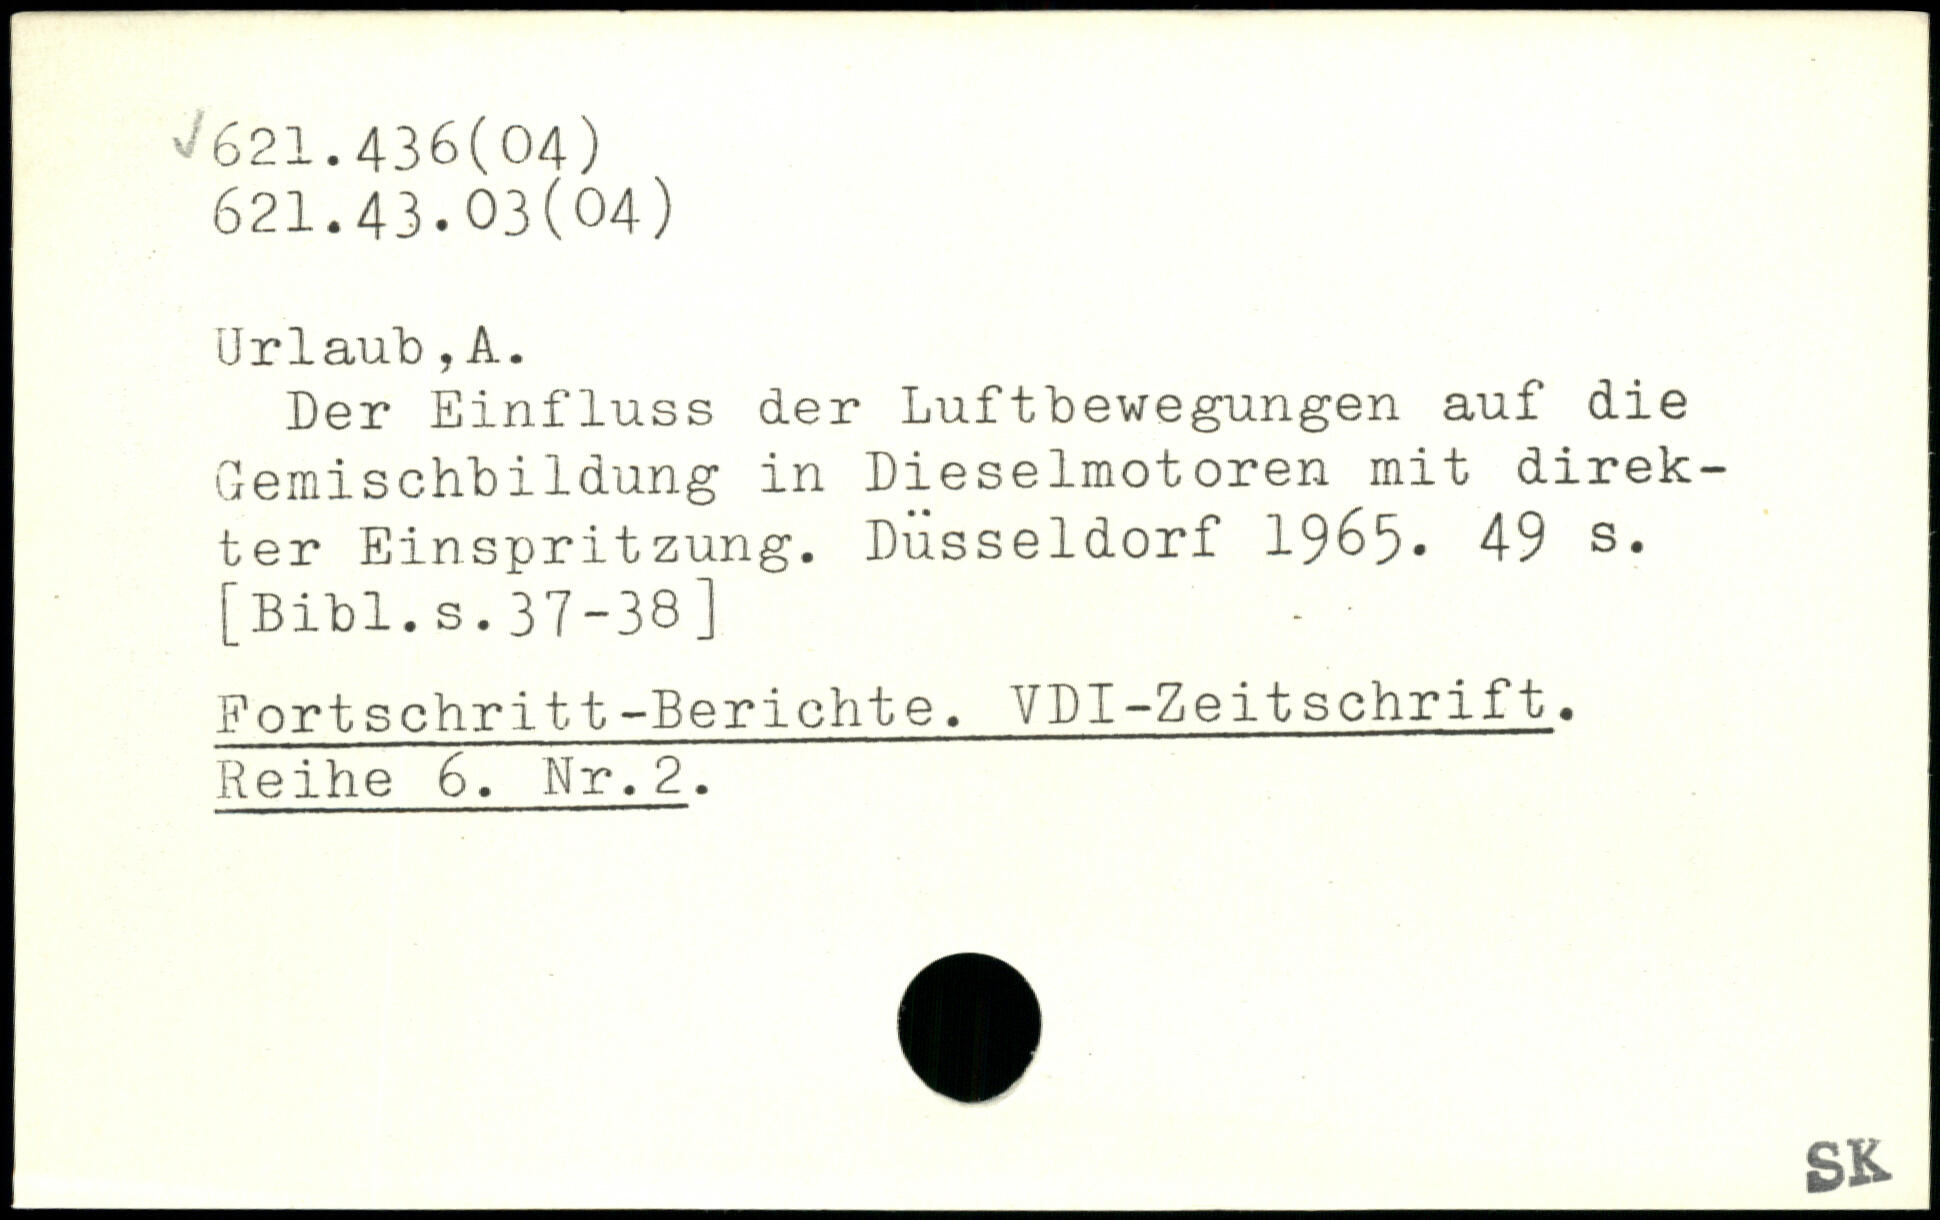 ✓621.436(04)
621.43.03(04)
Urlaub,A.
Der Einfluss der Luftbewegungen auf die
Gemischbildung in Dieselmotoren mit direk-
ter Einspritzung. Düsseldorf 1965. 49 s.
[Bibl.s.37-38]
Fortschritt-Berichte. VDI-Zeitschrift.
Reihe 6. Nr.2.
SK